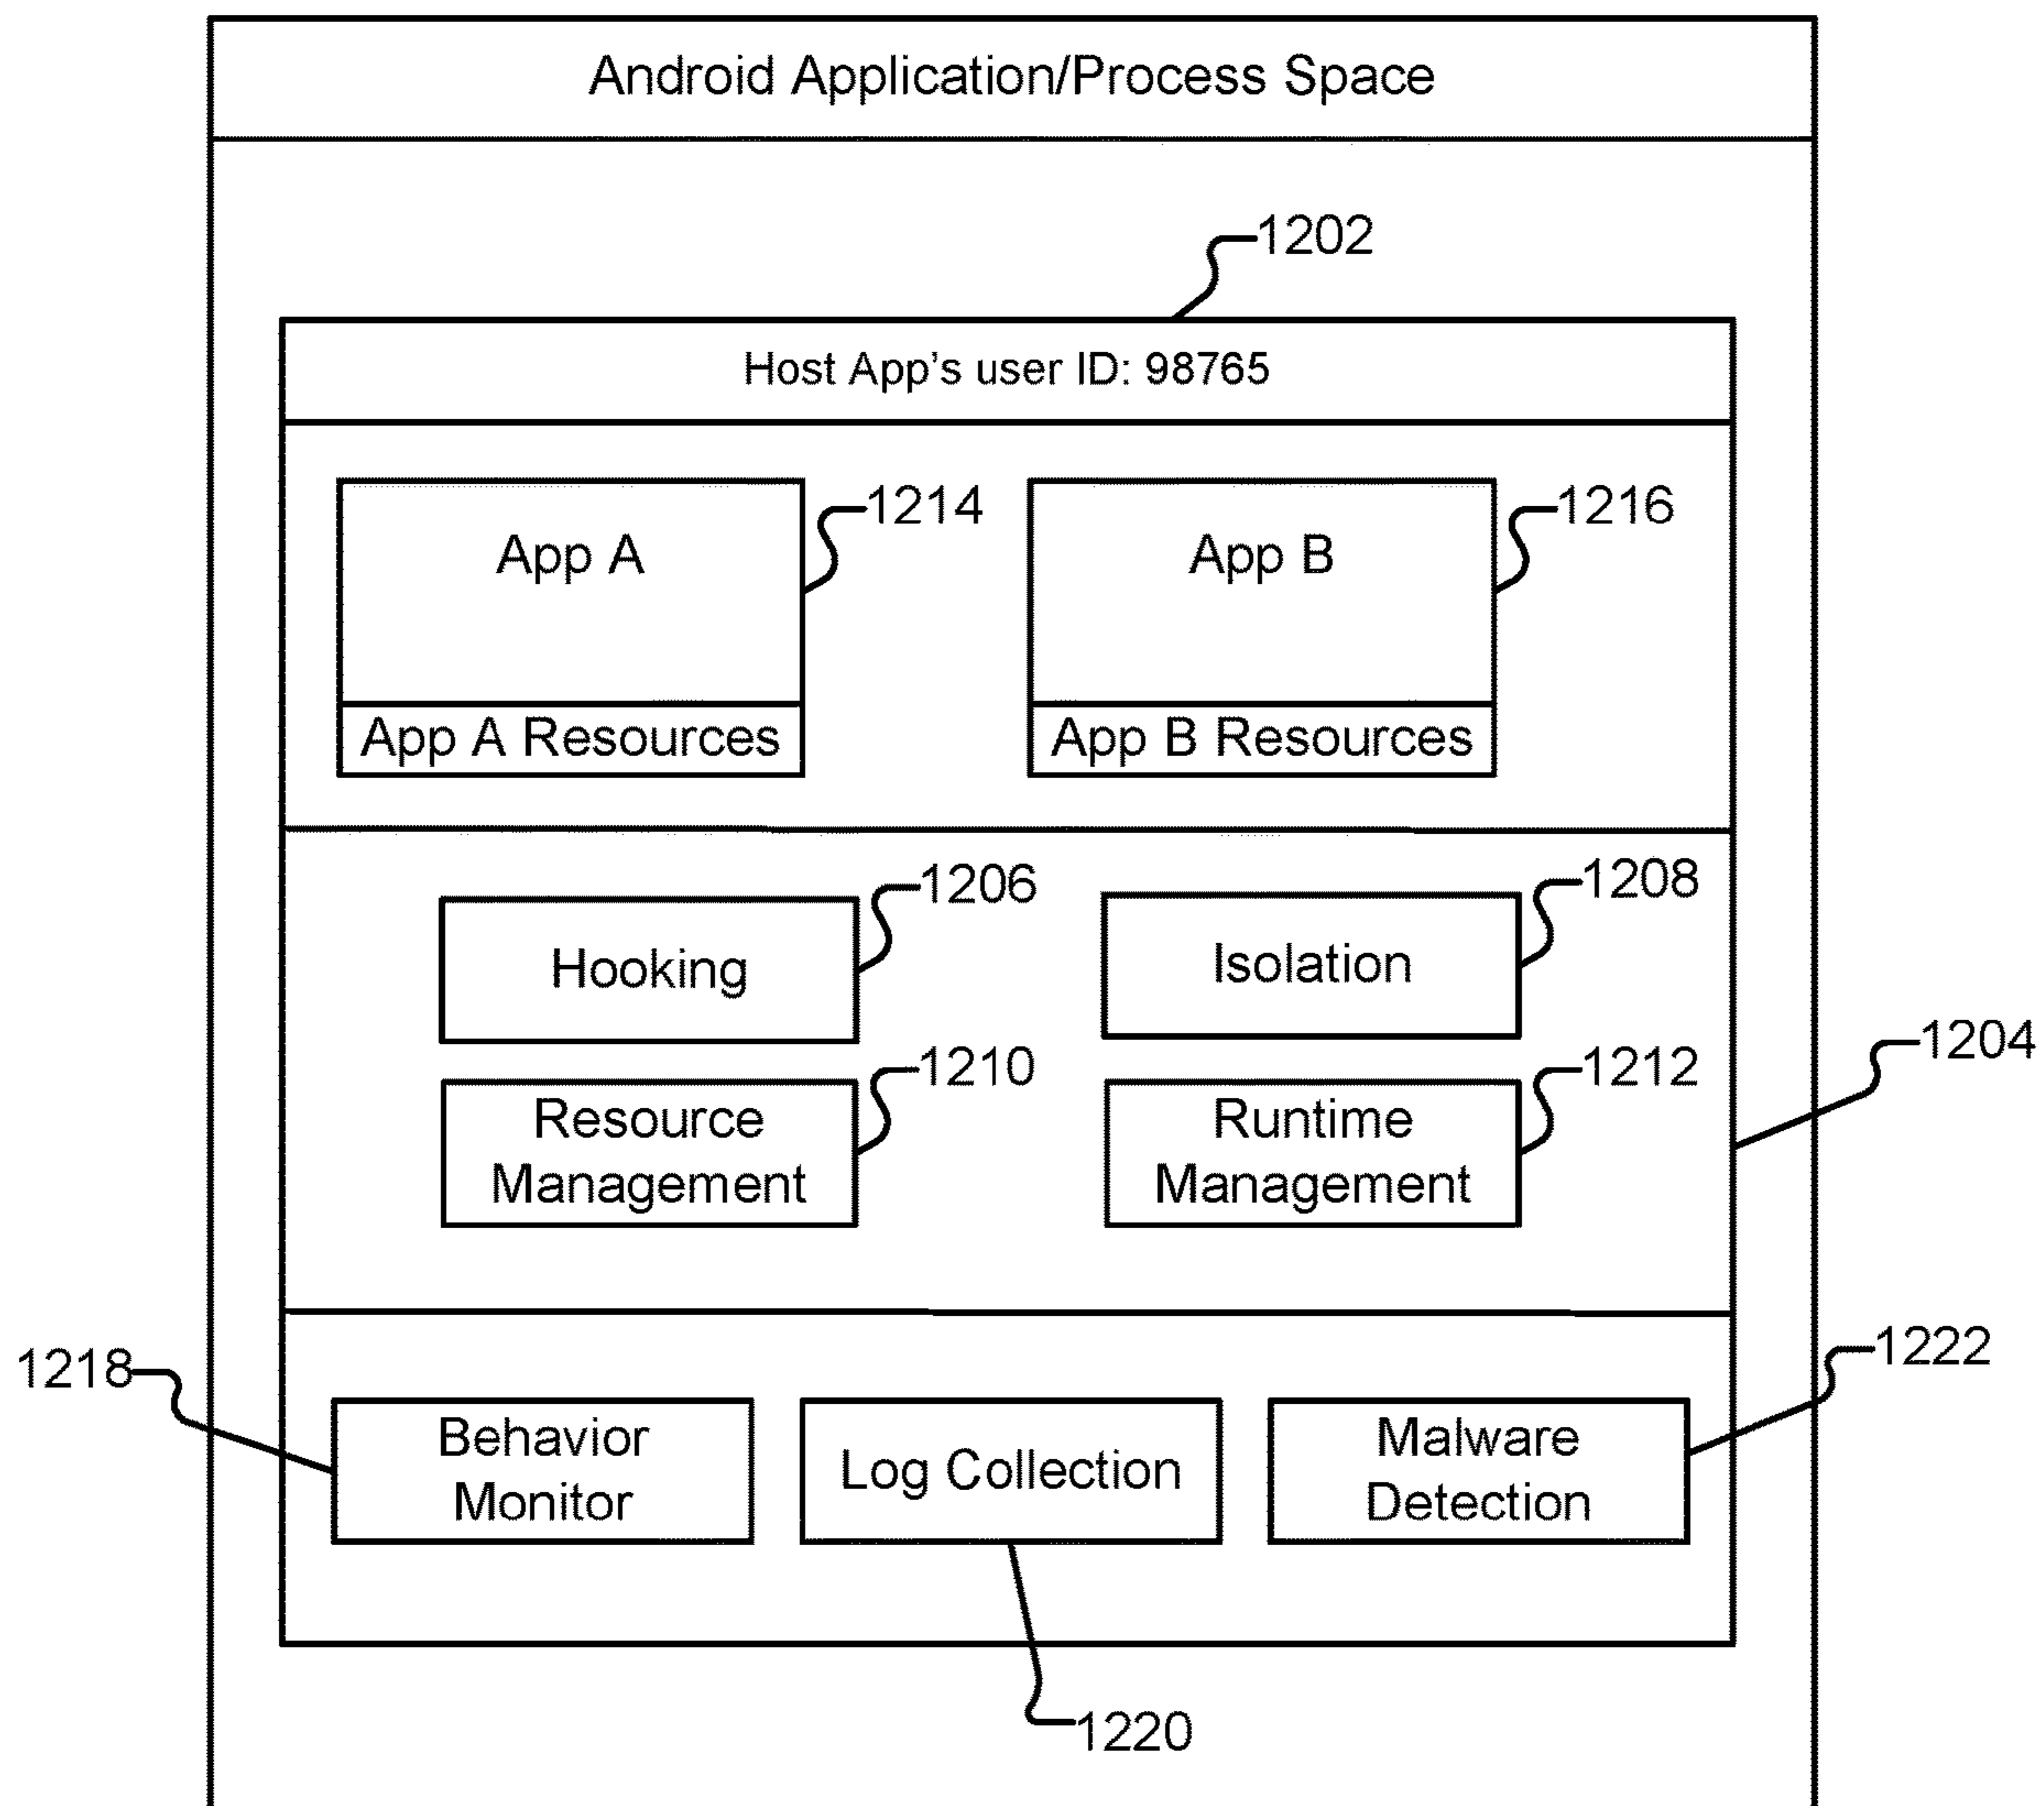 Android Application/Process Space
1202
Host App's user ID: 98765
App A
1214
App B
1216
App A Resources
App B Resources
1206
1208
Hooking
Isolation
1204
1210
1212
Resource
Management
Runtime
Management
1218
1222
Behavior
Monitor
Log Collection
Malware
Detection
1220